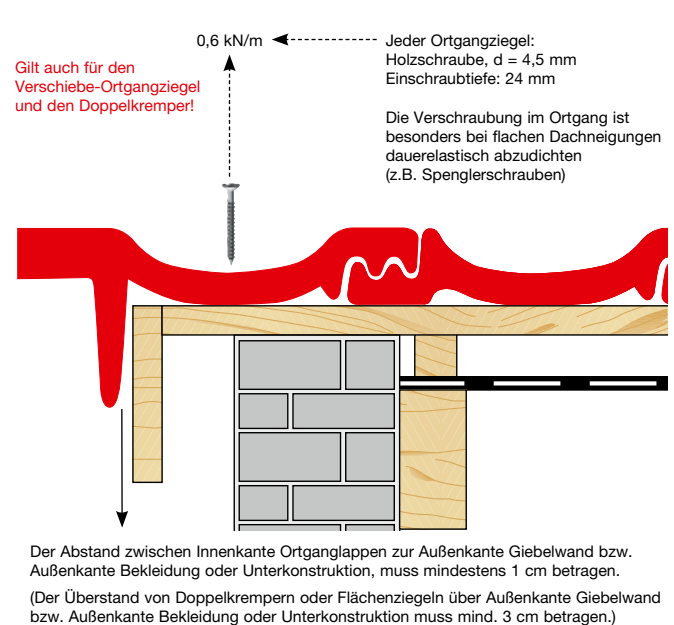 0,6 kN/m
Jeder Ortgangziegel:
Holzschraube, d = 4,5 mm
Einschraubtiefe: 24 mm
Gilt auch für den
Verschiebe-Ortgangziegel
und den Doppelkremper!
Die Verschraubung im Ortgang ist
besonders bei flachen Dachneigungen
dauerelastisch abzudichten
(z.B. Spenglerschrauben)
Der Abstand zwischen Innenkante Ortganglappen zur Außenkante Giebelwand bzw.
Außenkante Bekleidung oder Unterkonstruktion, muss mindestens 1 cm betragen.
(Der Überstand von Doppelkrempern oder Flächenziegeln über Außenkante Giebelwand
bzw. Außenkante Bekleidung oder Unterkonstruktion muss mind. 3 cm betragen.)